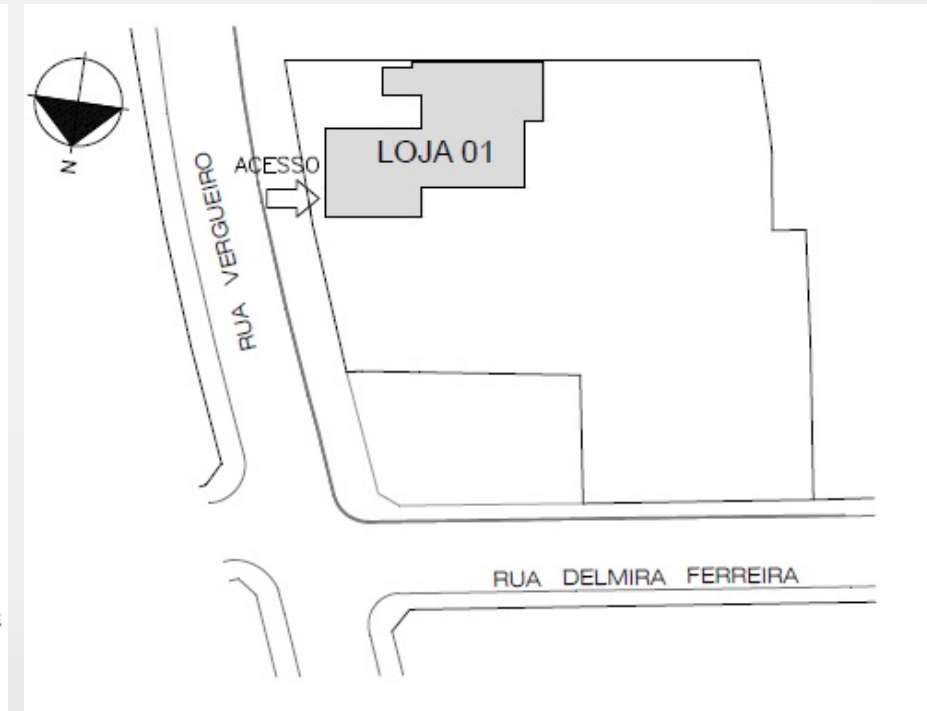 N
ACESSO
LOJA 01
RUA VERGUEIRO
RUA DELMIRA FERREIRA